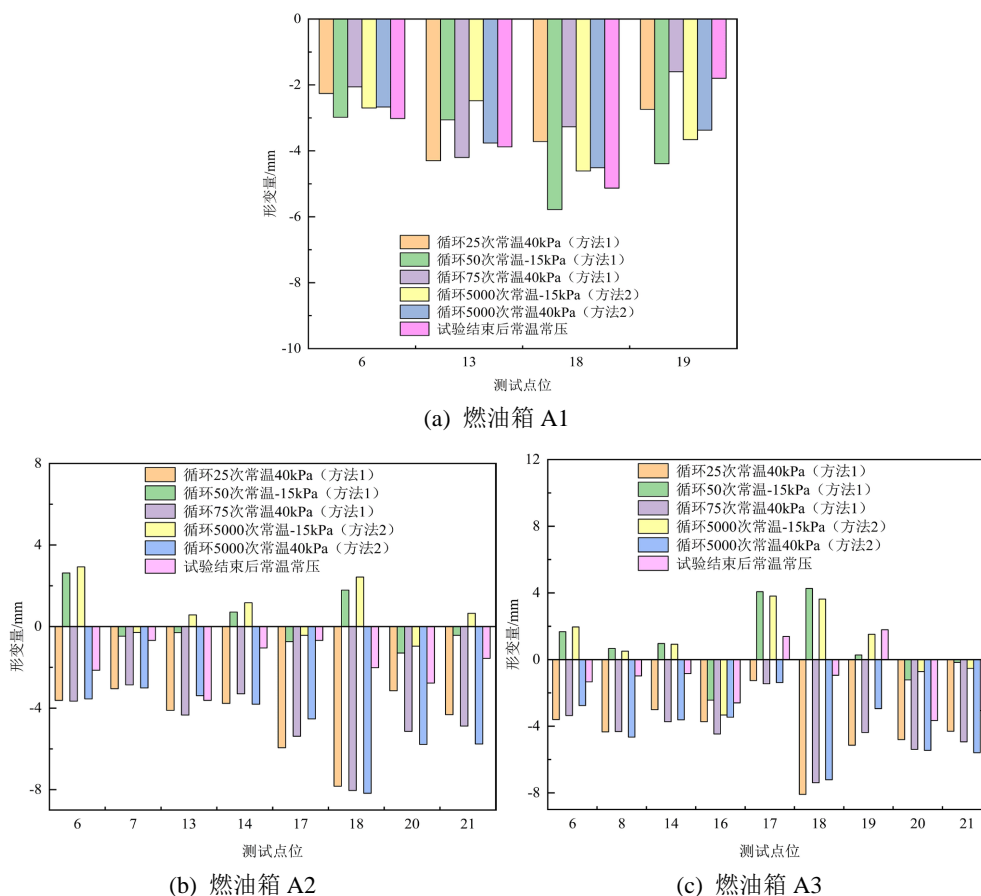 0
-2
-4
-6
-8
-10
形变量/mm
循环25次常温40kPa（方法1）
循环50次常温-15kPa（方法1）
循环75次常温40kPa（方法1）
循环5000次常温-15kPa（方法2）
循环5000次常温40kPa（方法2）
试验结束后常温常压
6 13 18 19
测试点位
(a) 燃油箱 A1
8
4
0
-4
-8
形变量/mm
循环25次常温40kPa（方法1）
循环50次常温-15kPa（方法1）
循环75次常温40kPa（方法1）
循环5000次常温-15kPa（方法2）
循环5000次常温40kPa（方法2）
试验结束后常温常压
6 7 13 14 17 18 20 21
测试点位
(b) 燃油箱 A2
12
8
4
0
-4
-8
形变量/mm
循环25次常温40kPa（方法1）
循环50次常温-15kPa（方法1）
循环75次常温40kPa（方法1）
循环5000次常温-15kPa（方法2）
循环5000次常温40kPa（方法2）
试验结束后常温常压
6 8 14 16 17 18 19 20 21
测试点位
(c) 燃油箱 A3